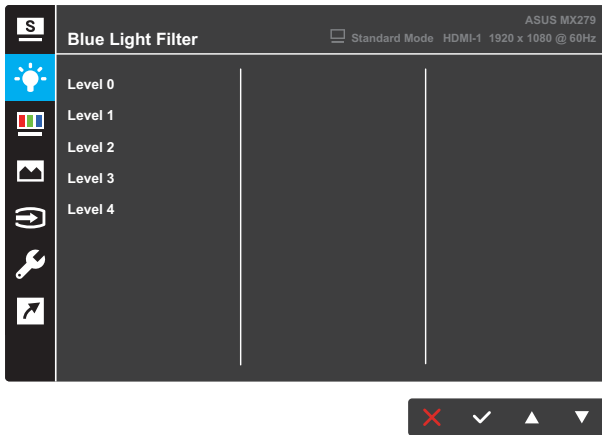 S
ASUS MX279
Blue Light Filter
Standard Mode HDMI-1 1920 x 1080 @ 60Hz
Level 0
Level 1
Level 2
Level 3
Level 4